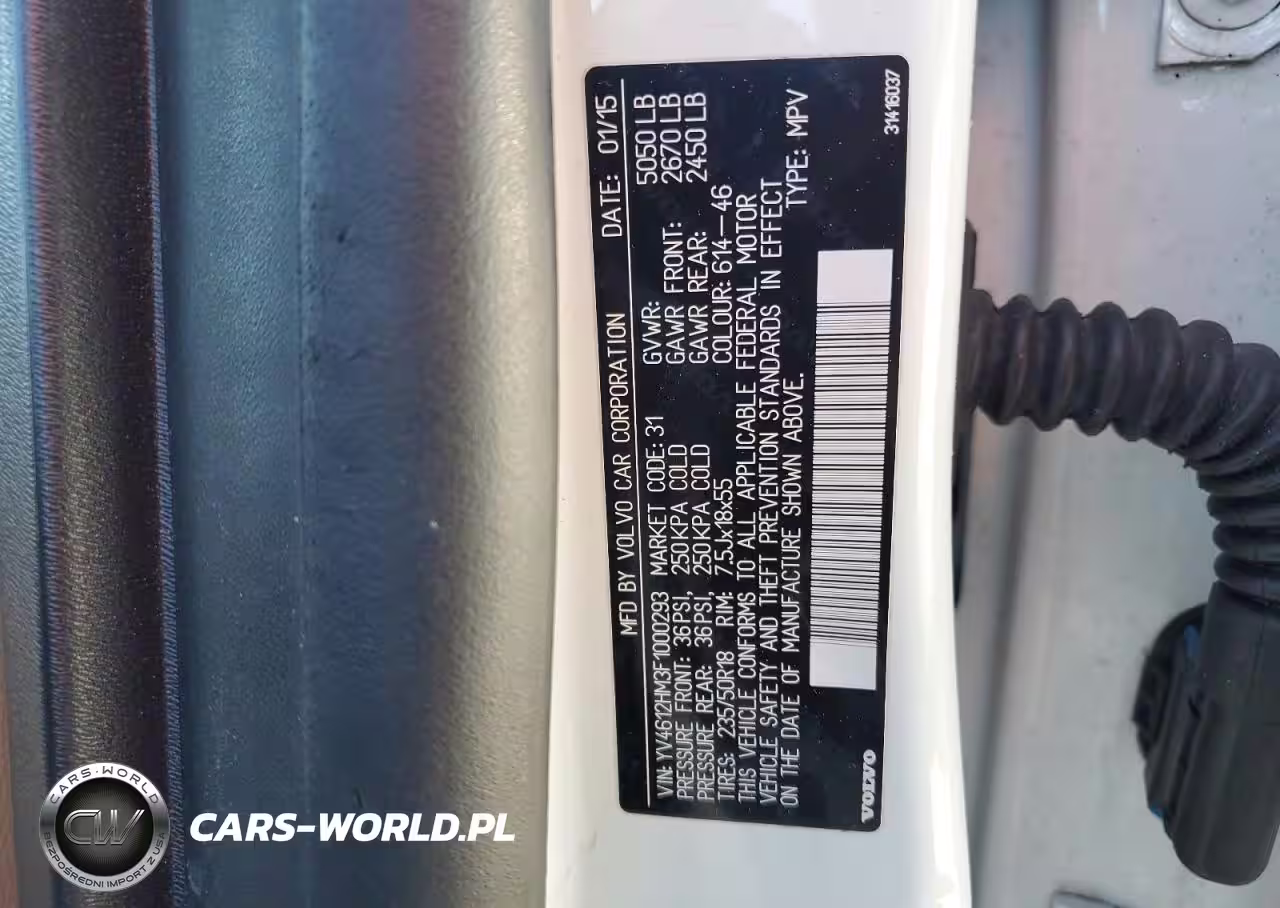 MFD BY VOLVO CAR CORPORATION DATE: 01/15
VIN: YV4612HM3F1000293 MARKET CODE: 31 GVWR: 5050 LB
PRESSURE FRONT: 36PSI, 250KPA COLD GAWR FRONT: 2670 LB
PRESSURE REAR: 36PSI, 250KPA COLD GAWR REAR: 2450 LB
TIRES: 235/50R18 RIM: 7.5Jx18x55 COLOUR: 614-46
THIS VEHICLE CONFORMS TO ALL APPLICABLE FEDERAL MOTOR
VEHICLE SAFETY AND THEFT PREVENTION STANDARDS IN EFFECT
ON THE DATE OF MANUFACTURE SHOWN ABOVE. TYPE: MPV
VOLVO
31416037
CARS-WORLD
CW
BEZPOŚREDNI IMPORT Z USA
CARS-WORLD.PL